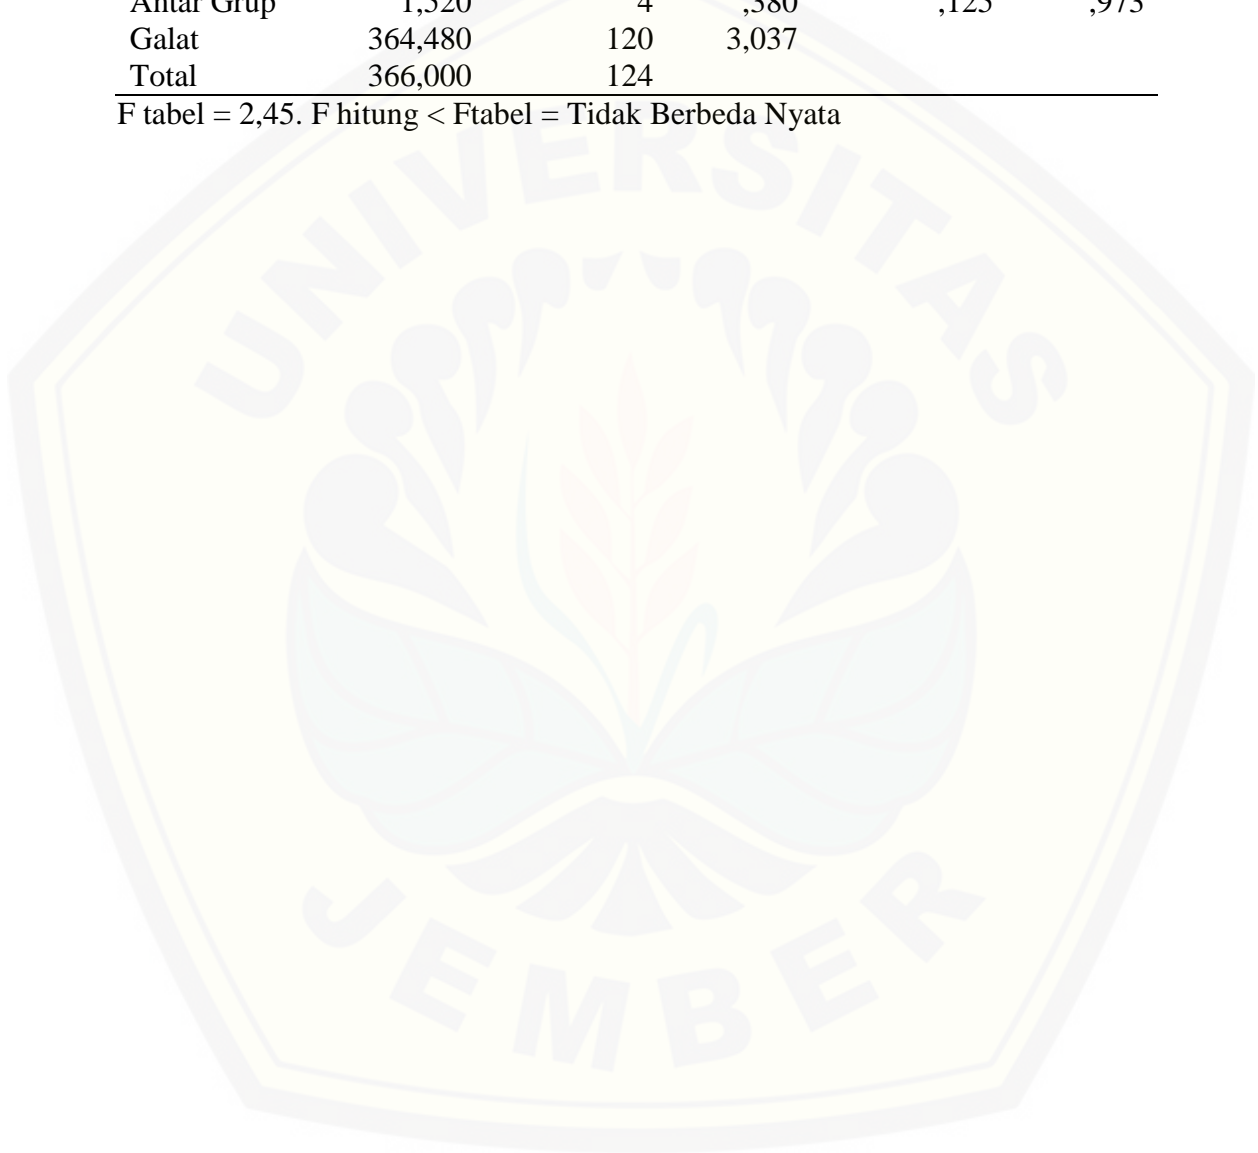 Antar Grup 1,520 4 ,380 ,125 ,973
Galat 364,480 120 3,037
Total 366,000 124
F tabel = 2,45. F hitung < Ftabel = Tidak Berbeda Nyata
UNIVERSITAS
JEMBER